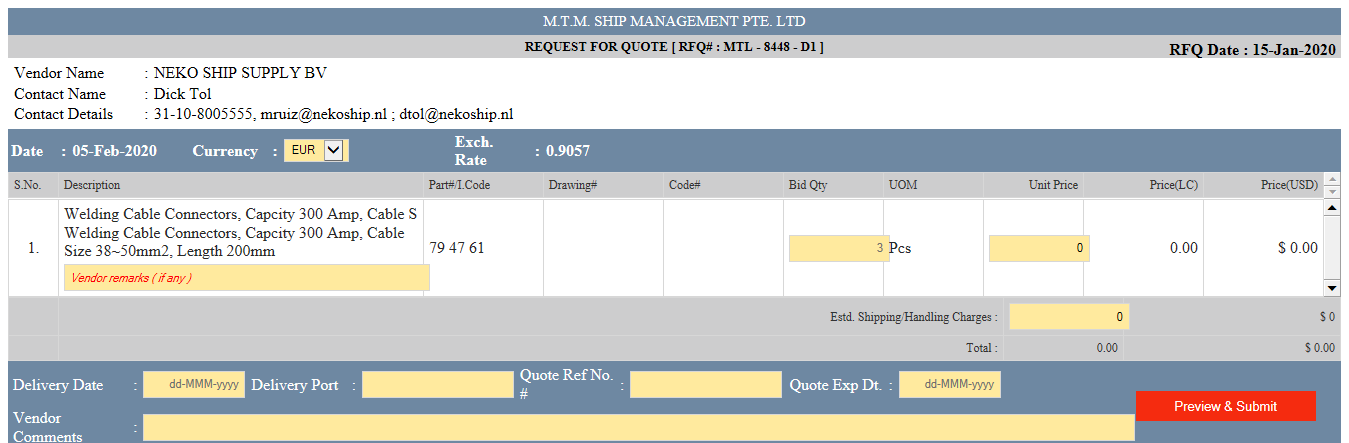 M.T.M. SHIP MANAGEMENT PTE. LTD
REQUEST FOR QUOTE [ RFQ# : MTL - 8448 - D1 ]
RFQ Date : 15-Jan-2020
Vendor Name : NEKO SHIP SUPPLY BV
Contact Name : Dick Tol
Contact Details : 31-10-8005555, mruiz@nekoship.nl ; dtol@nekoship.nl
Date : 05-Feb-2020 Currency : EUR Exch. Rate : 0.9057
S.No. Description Part#/I.Code Drawing# Code# Bid Qty UOM Unit Price Price(LC) Price(USD)
Welding Cable Connectors, Capcity 300 Amp, Cable S
Welding Cable Connectors, Capcity 300 Amp, Cable
Size 38~50mm2, Length 200mm
1. 79 47 61 3 Pcs 0 0.00 $ 0.00
Vendor remarks ( if any )
Estd. Shipping/Handling Charges : 0 $ 0
Total : 0.00 $ 0.00
Delivery Date : dd-MMM-yyyy Delivery Port : Quote Ref No. # : Quote Exp Dt. : dd-MMM-yyyy
Preview & Submit
Vendor Comments :